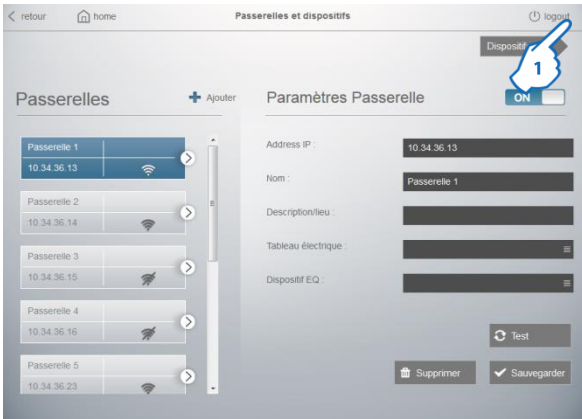 retour
home
Passerelles et dispositifs
logout
Dispositif
1
Passerelles
Ajouter
Paramètres Passerelle
ON
Passerelle 1
10.34.36.13
Passerelle 2
10.34.36.14
Passerelle 3
10.34.36.15
Passerelle 4
10.34.36.16
Passerelle 5
10.34.36.23
Address IP :
10.34.36.13
Nom :
Passerelle 1
Description/lieu :
Tableau électrique :
Dispositif EQ :
Test
Supprimer
Sauvegarder